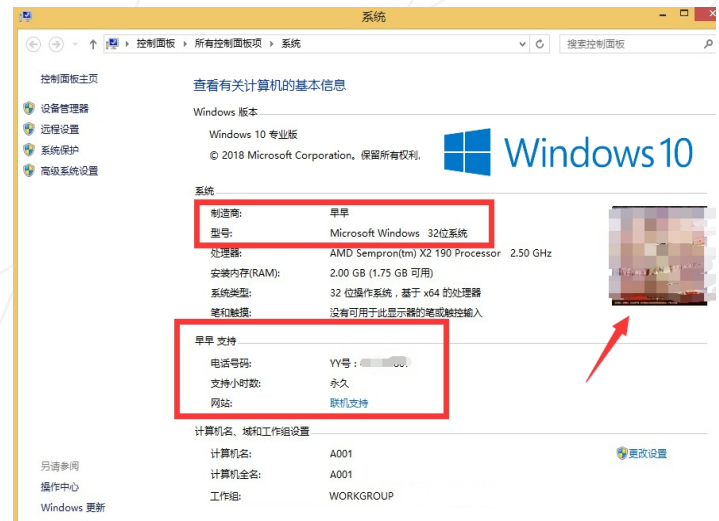 系统
控制面板 所有控制面板项 系统
搜索控制面板
控制面板主页
设备管理器
远程设置
系统保护
高级系统设置
查看有关计算机的基本信息
Windows 版本
Windows 10 专业版
© 2018 Microsoft Corporation。保留所有权利.
Windows 10
系统
制造商: 早早
型号: Microsoft Windows 32位系统
处理器: AMD Sempron(tm) X2 190 Processor 2.50 GHz
安装内存(RAM): 2.00 GB (1.75 GB 可用)
系统类型: 32 位操作系统，基于 x64 的处理器
笔和触摸: 没有可用于此显示器的笔或触控输入
早早 支持
电话号码: YY号：
支持小时数: 永久
网站: 联机支持
计算机名、域和工作组设置
计算机名: A001 更改设置
计算机全名: A001
工作组: WORKGROUP
另请参阅
操作中心
Windows 更新